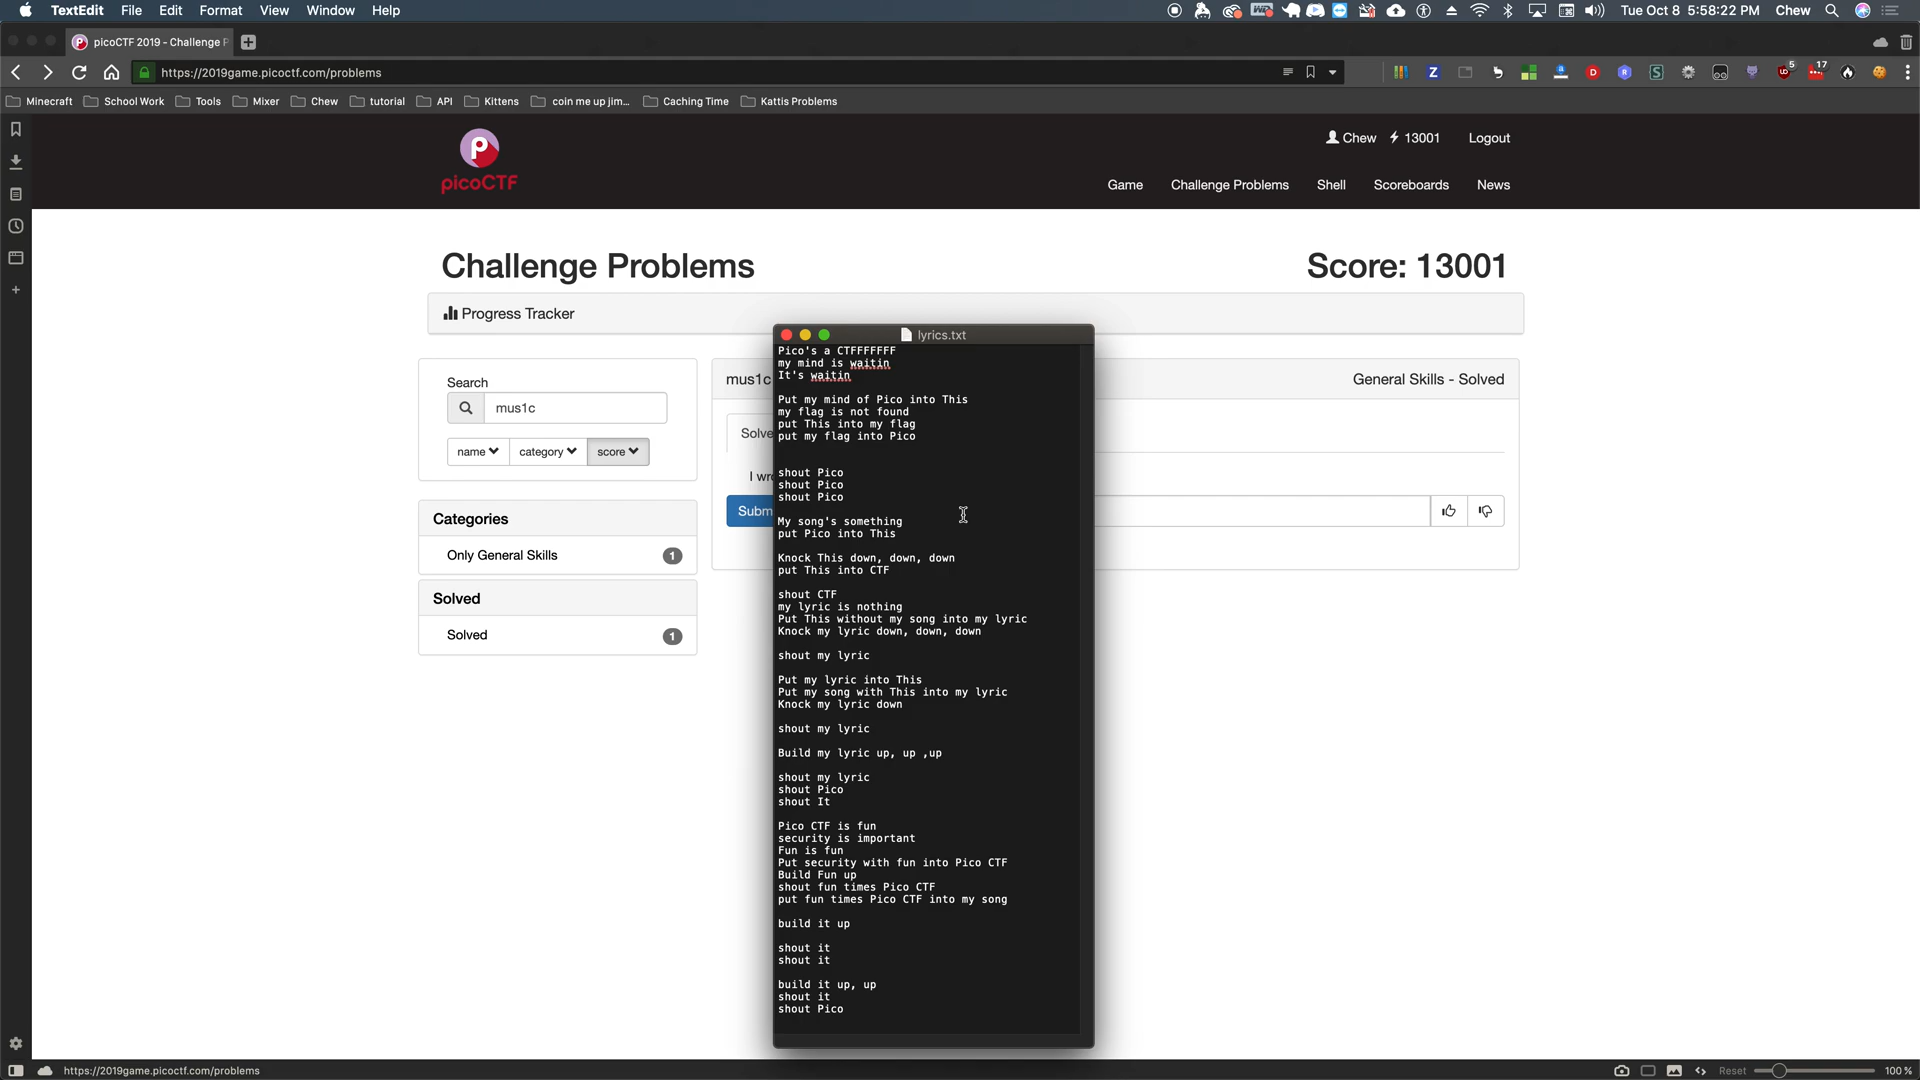 TextEdit File Edit Format View Window Help
Tue Oct 8 5:58:22 PM Chew
picoCTF 2019 - Challenge P
https://2019game.picoctf.com/problems
5 17
Minecraft School Work Tools Mixer Chew tutorial API Kittens coin me up jim... Caching Time Kattis Problems
P
picoCTF
Chew 13001 Logout
Game Challenge Problems Shell Scoreboards News
Challenge Problems
Score: 13001
Progress Tracker
Search
mus1c
name category score
Categories
Only General Skills 1
Solved
Solved 1
mus1c
General Skills - Solved
Solve
I wr
Subm
lyrics.txt
Pico's a CTFFFFFFF
my mind is waitin
It's waitin
Put my mind of Pico into This
my flag is not found
put This into my flag
put my flag into Pico
shout Pico
shout Pico
shout Pico
My song's something
put Pico into This
Knock This down, down, down
put This into CTF
shout CTF
my lyric is nothing
Put This without my song into my lyric
Knock my lyric down, down, down
shout my lyric
Put my lyric into This
Put my song with This into my lyric
Knock my lyric down
shout my lyric
Build my lyric up, up ,up
shout my lyric
shout Pico
shout It
Pico CTF is fun
security is important
Fun is fun
Put security with fun into Pico CTF
Build Fun up
shout fun times Pico CTF
put fun times Pico CTF into my song
build it up
shout it
shout it
build it up, up
shout it
shout Pico
https://2019game.picoctf.com/problems
Reset 100 %